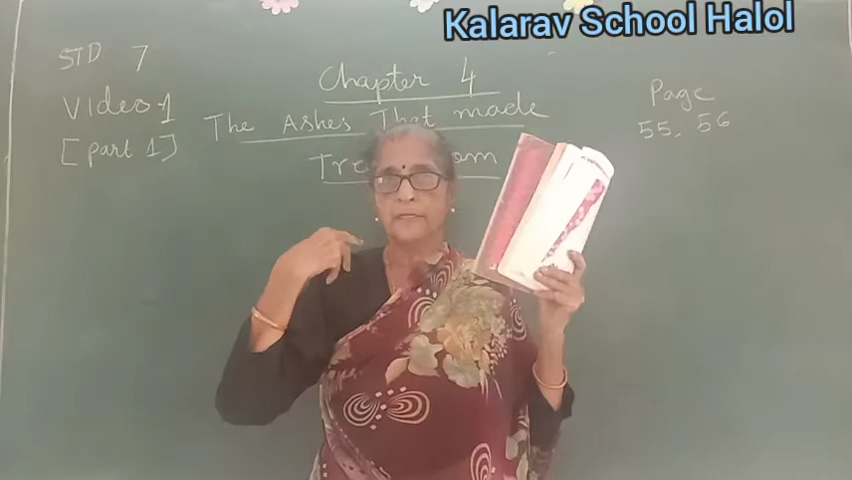 Kalarav School Halol
STD 7
Video-1
[part 1]
Chapter 4
The Ashes That made
Page
55, 56